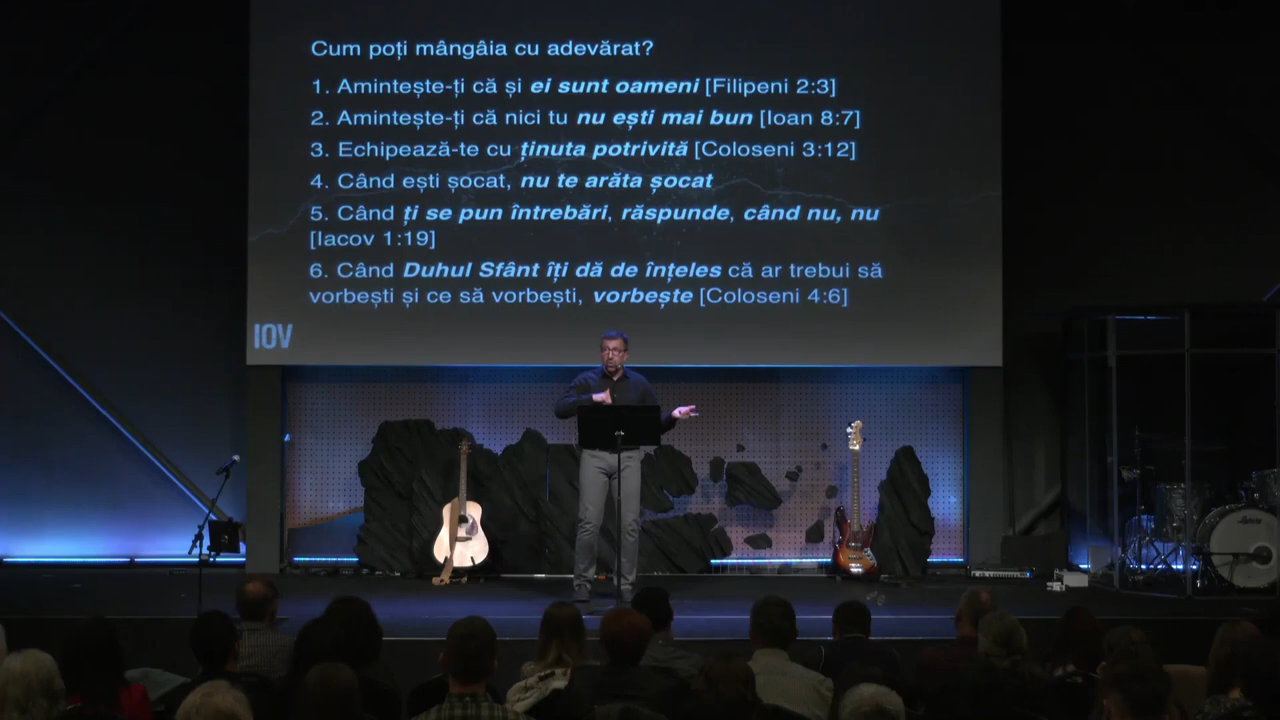 Cum poți mângâia cu adevărat?
1. Amintește-ți că și ei sunt oameni [Filipeni 2:3]
2. Amintește-ți că nici tu nu ești mai bun [Ioan 8:7]
3. Echipează-te cu ținuta potrivită [Coloseni 3:12]
4. Când ești șocat, nu te arăta șocat
5. Când ți se pun întrebări, răspunde, când nu, nu
[Iacov 1:19]
6. Când Duhul Sfânt îți dă de înțeles că ar trebui să
vorbești și ce să vorbești, vorbește [Coloseni 4:6]
IOV